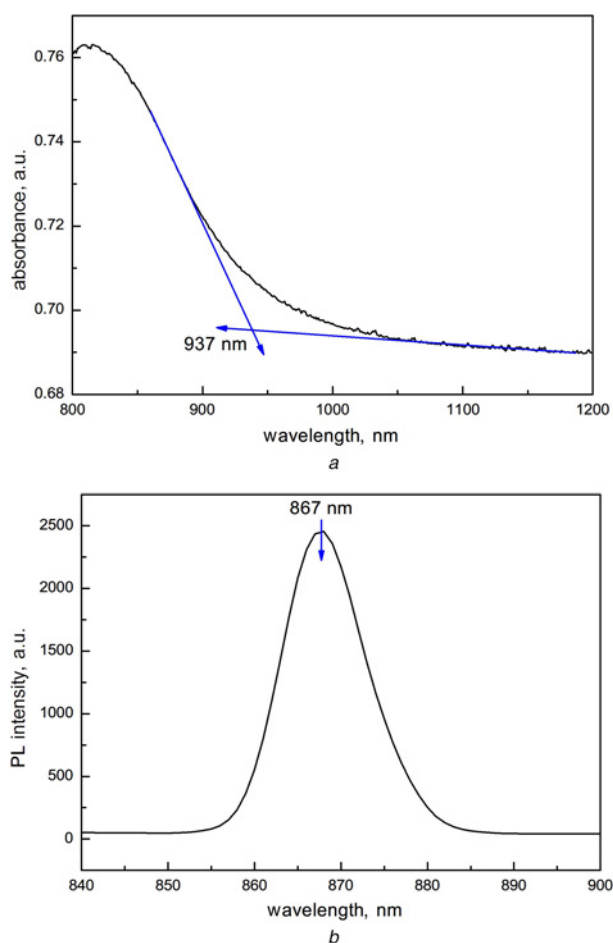 0.76
0.74
0.72
0.70
0.68
absorbance, a.u.
937 nm
800 900 1000 1100 1200
wavelength, nm
a
867 nm
2500
2000
1500
1000
500
0
PL intensity, a.u.
840 850 860 870 880 890 900
wavelength, nm
b